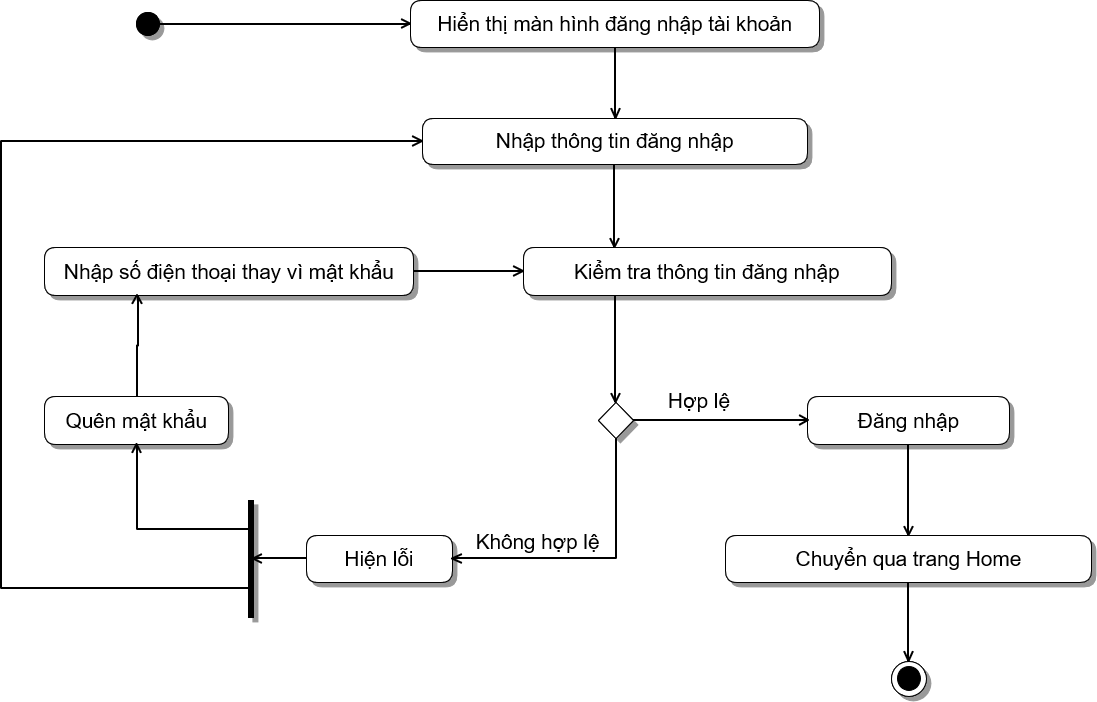 Hiển thị màn hình đăng nhập tài khoản
Nhập thông tin đăng nhập
Nhập số điện thoại thay vì mật khẩu
Kiểm tra thông tin đăng nhập
Hợp lệ
Quên mật khẩu
Đăng nhập
Không hợp lệ
Hiện lỗi
Chuyển qua trang Home